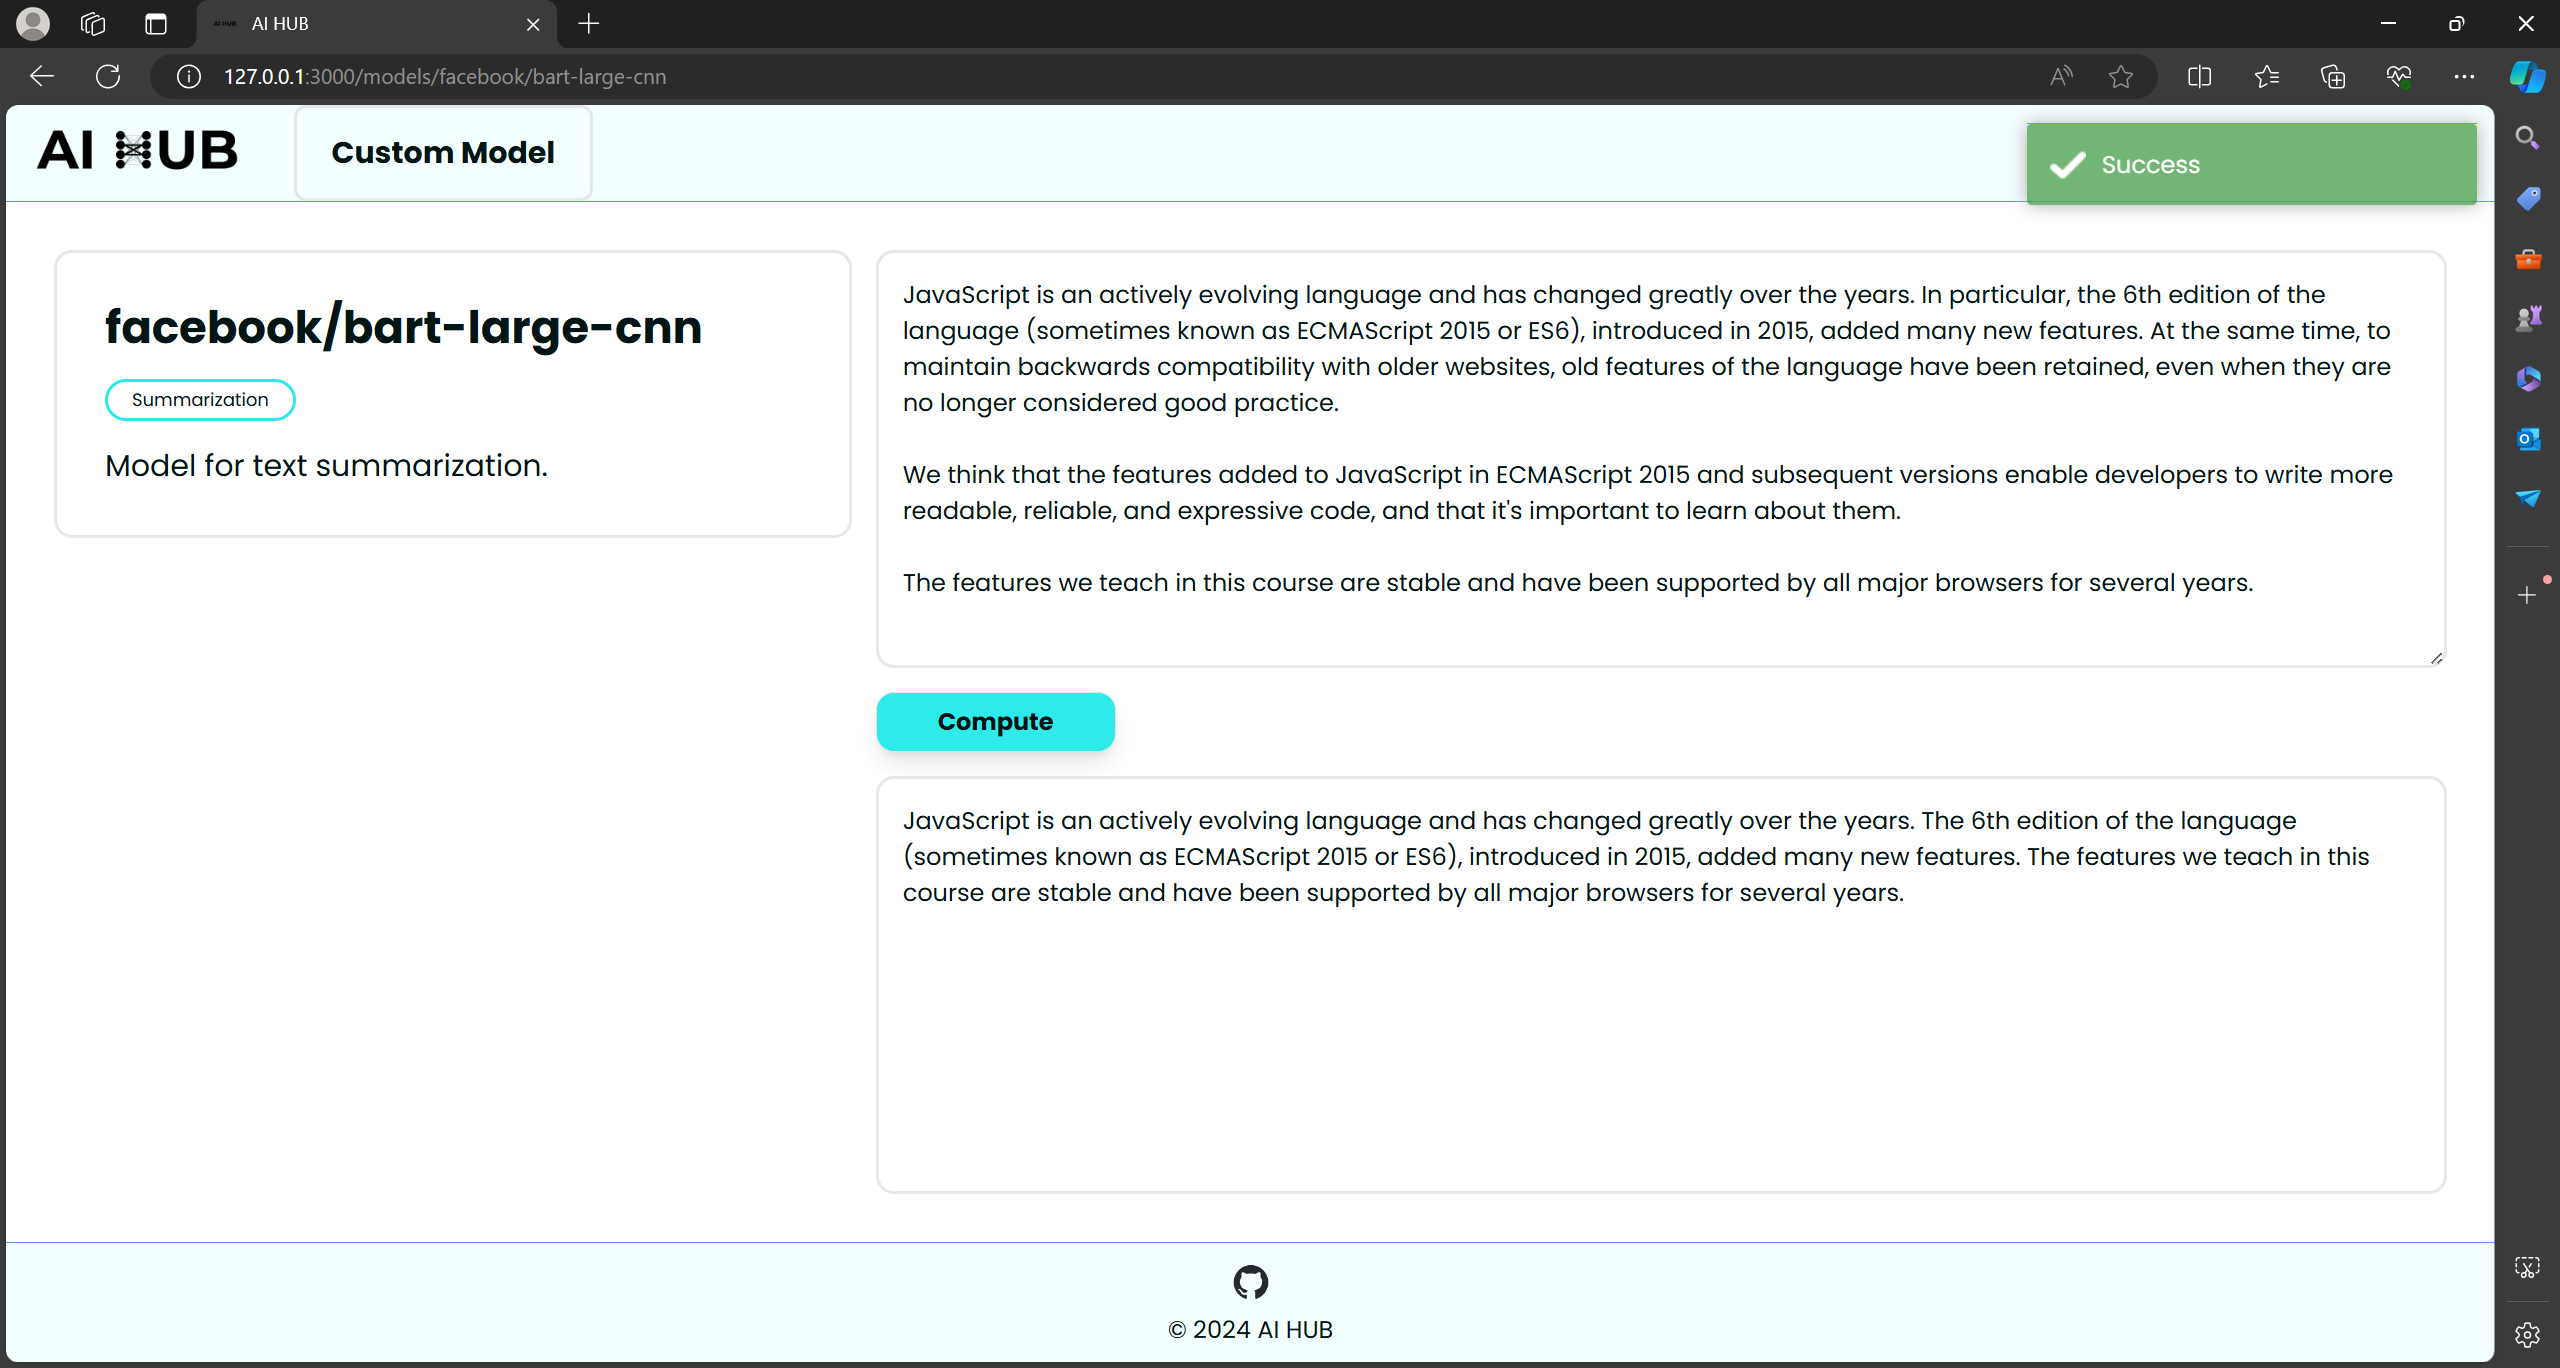 AI HUB
127.0.0.1:3000/models/facebook/bart-large-cnn
AI HUB
Custom Model
Success
facebook/bart-large-cnn
Summarization
Model for text summarization.
JavaScript is an actively evolving language and has changed greatly over the years. In particular, the 6th edition of the
language (sometimes known as ECMAScript 2015 or ES6), introduced in 2015, added many new features. At the same time, to
maintain backwards compatibility with older websites, old features of the language have been retained, even when they are
no longer considered good practice.
We think that the features added to JavaScript in ECMAScript 2015 and subsequent versions enable developers to write more
readable, reliable, and expressive code, and that it's important to learn about them.
The features we teach in this course are stable and have been supported by all major browsers for several years.
Compute
JavaScript is an actively evolving language and has changed greatly over the years. The 6th edition of the language
(sometimes known as ECMAScript 2015 or ES6), introduced in 2015, added many new features. The features we teach in this
course are stable and have been supported by all major browsers for several years.
© 2024 AI HUB